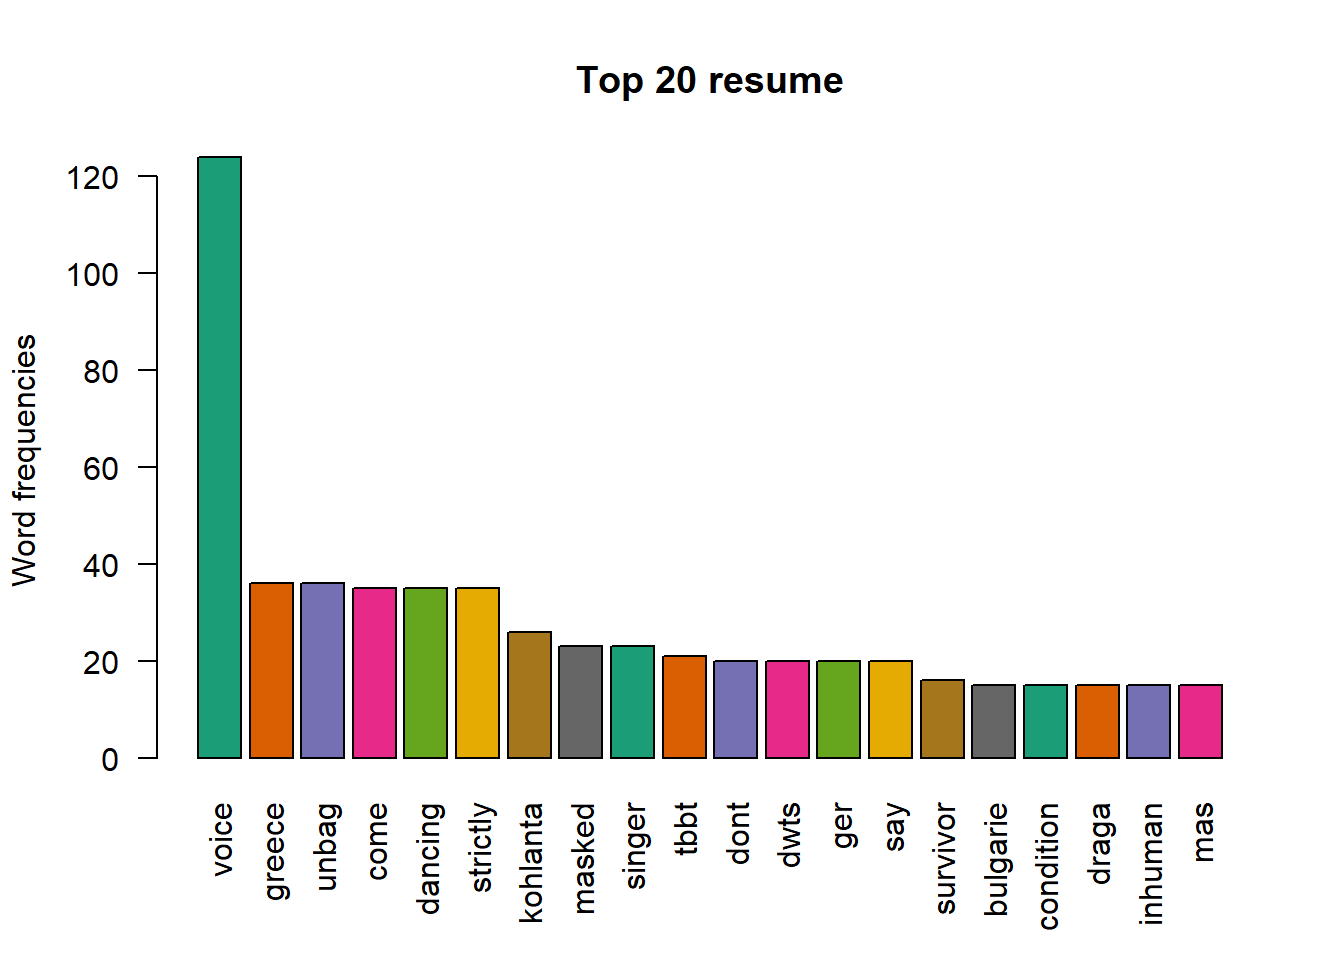 Top 20 resume
Word frequencies
120
100
80
60
40
20
0
voice
greece
unbag
come
dancing
strictly
kohlanta
masked
singer
tbbt
dont
dwts
ger
say
survivor
bulgarie
condition
draga
inhuman
mas